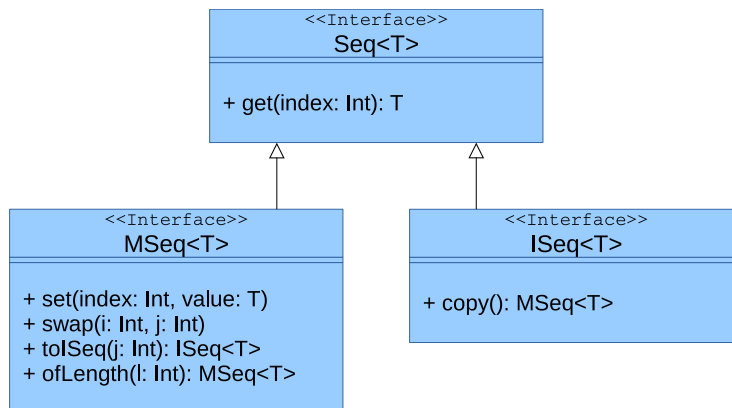 <<Interface>>
Seq<T>
+ get(index: Int): T
<<Interface>>
MSeq<T>
+ set(index: Int, value: T)
+ swap(i: Int, j: Int)
+ toISeq(j: Int): ISeq<T>
+ ofLength(l: Int): MSeq<T>
<<Interface>>
ISeq<T>
+ copy(): MSeq<T>